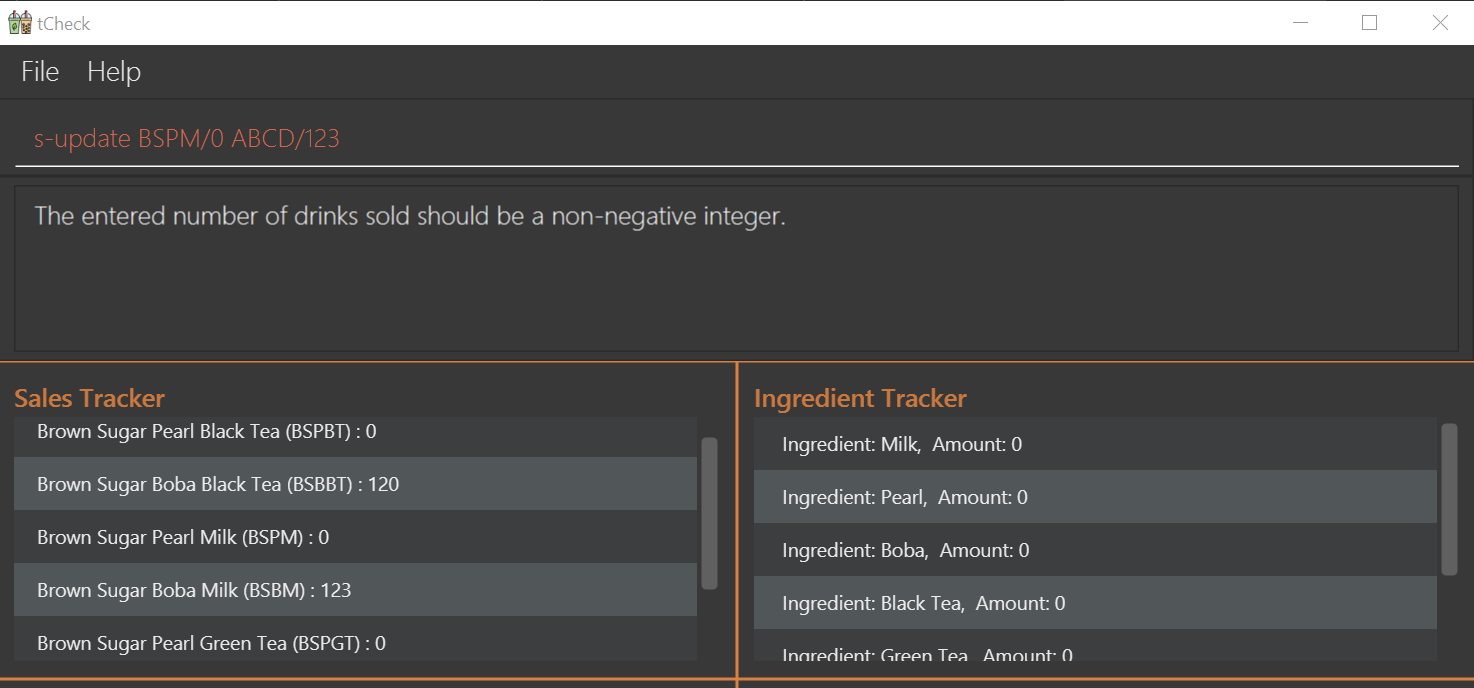 tCheck
File Help
s-update BSPM/0 ABCD/123
The entered number of drinks sold should be a non-negative integer.
Sales Tracker
Brown Sugar Pearl Black Tea (BSPBT) : 0
Brown Sugar Boba Black Tea (BSBBT) : 120
Brown Sugar Pearl Milk (BSPM) : 0
Brown Sugar Boba Milk (BSBM) : 123
Brown Sugar Pearl Green Tea (BSPGT) : 0
Ingredient Tracker
Ingredient: Milk,  Amount: 0
Ingredient: Pearl,  Amount: 0
Ingredient: Boba,  Amount: 0
Ingredient: Black Tea,  Amount: 0
Ingredient: Green Tea,  Amount: 0